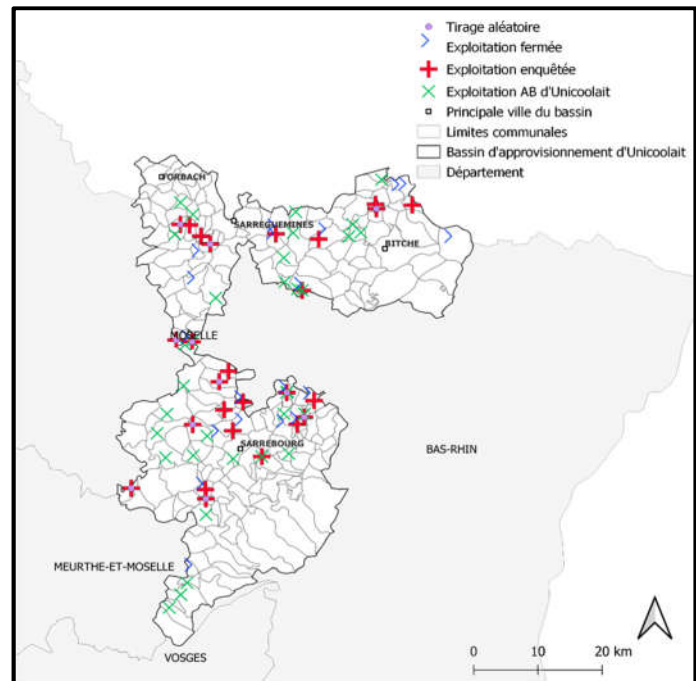 Tirage aléatoire
Exploitation fermée
Exploitation enquêtée
Exploitation AB d'Unicoolait
Principale ville du bassin
Limites communales
Bassin d'approvisionnement d'Unicoolait
Département
FORBACH
SARREGUEMINES
BITCHE
MOSELLE
SARREBOURG
BAS-RHIN
MEURTHE-ET-MOSELLE
VOSGES
0 10 20 km